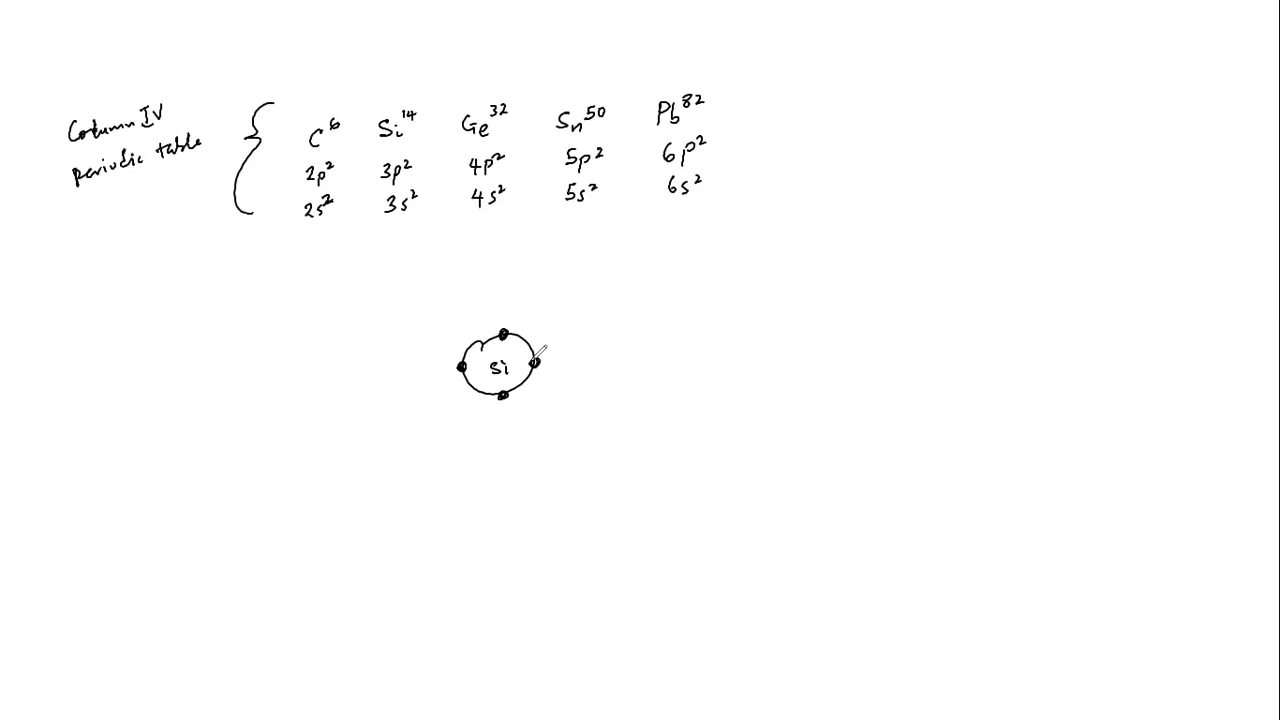 Column IV
periodic table
C⁶ Si¹⁴ Ge³² Sn⁵⁰ Pb⁸²
2p² 3p² 4p² 5p² 6p²
2s² 3s² 4s² 5s² 6s²
Si